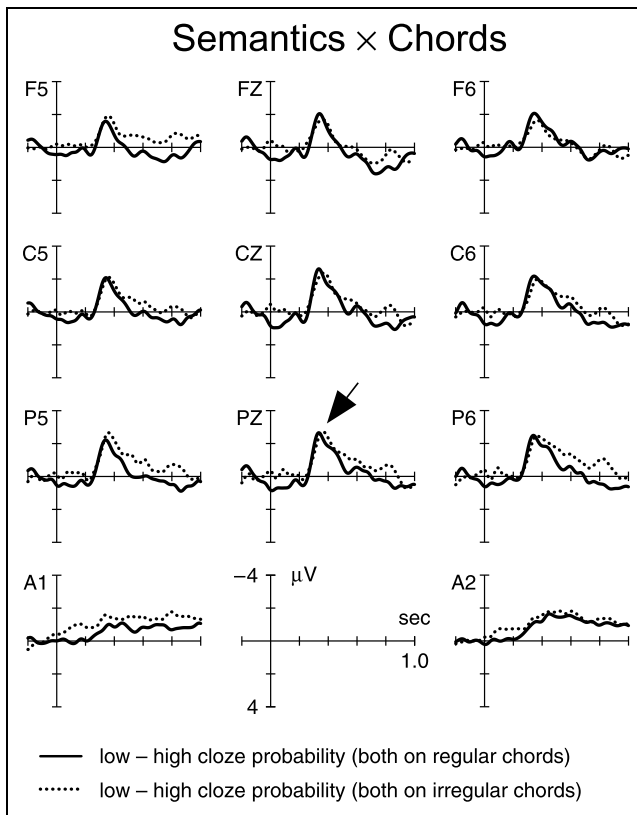 Semantics × Chords
F5 FZ F6
C5 CZ C6
P5 PZ P6
A1 −4 μV A2
sec
1.0
4
low – high cloze probability (both on regular chords)
low – high cloze probability (both on irregular chords)